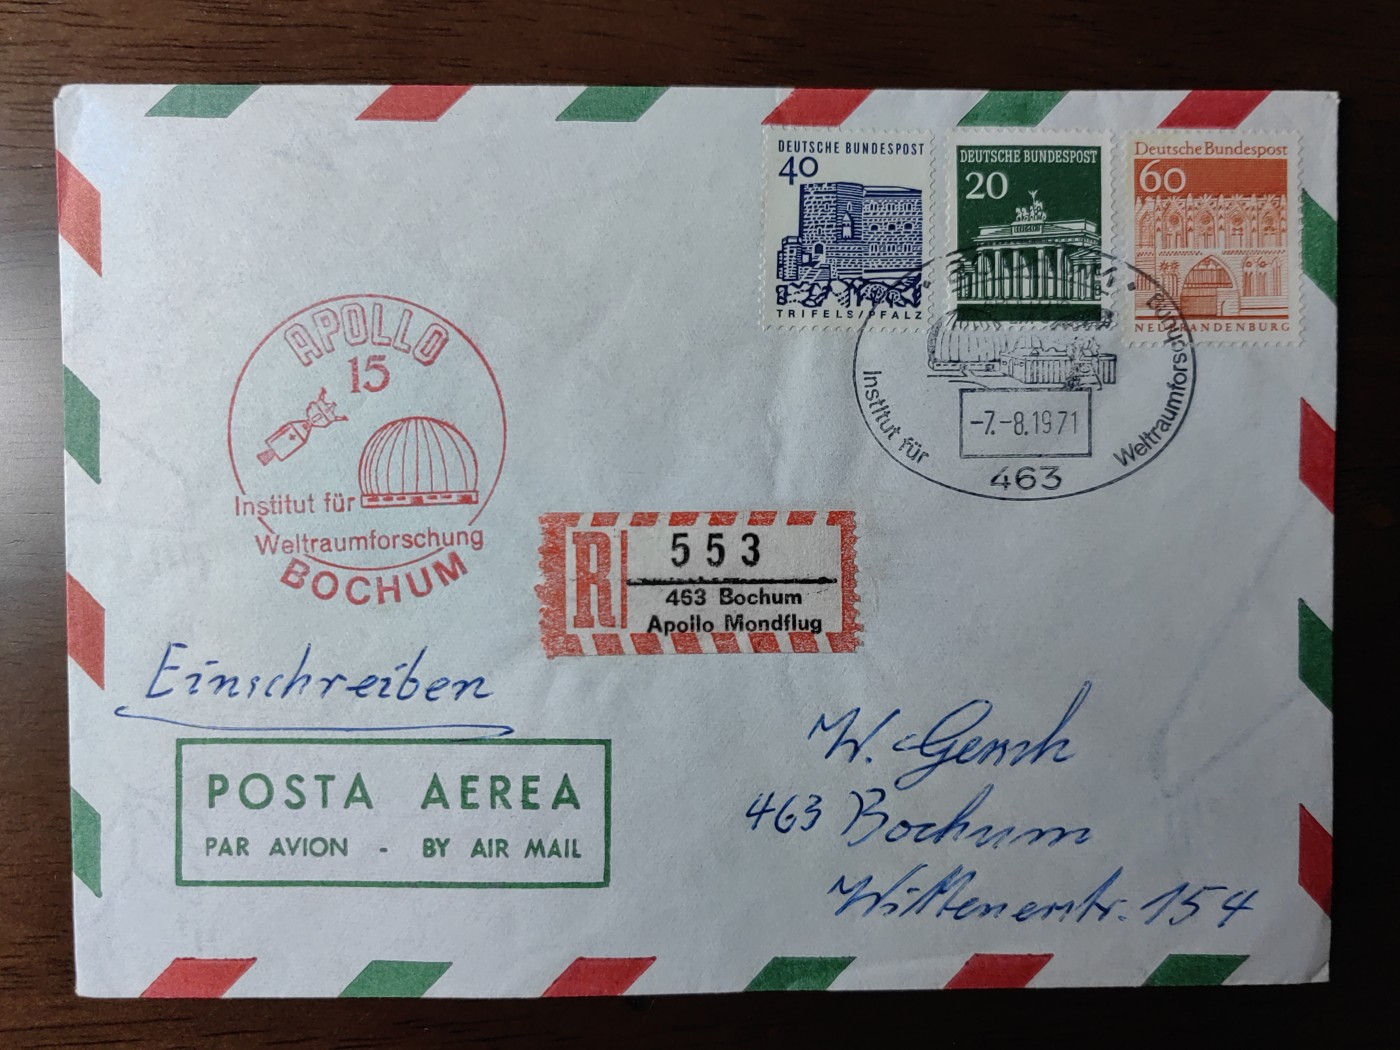 DEUTSCHE BUNDESPOST
40
TRIFELS/PFALZ
DEUTSCHE BUNDESPOST
20
Deutsche Bundespost
60
NEUBRANDENBURG
APOLLO
15
Institut für
Weltraumforschung
BOCHUM
Institut für Weltraumforschung
-7.-8.1971
463
R
553
463 Bochum
Apollo Mondflug
Einschreiben
POSTA AEREA
PAR AVION - BY AIR MAIL
W.
463 Bochum
Wittenerstr. 154